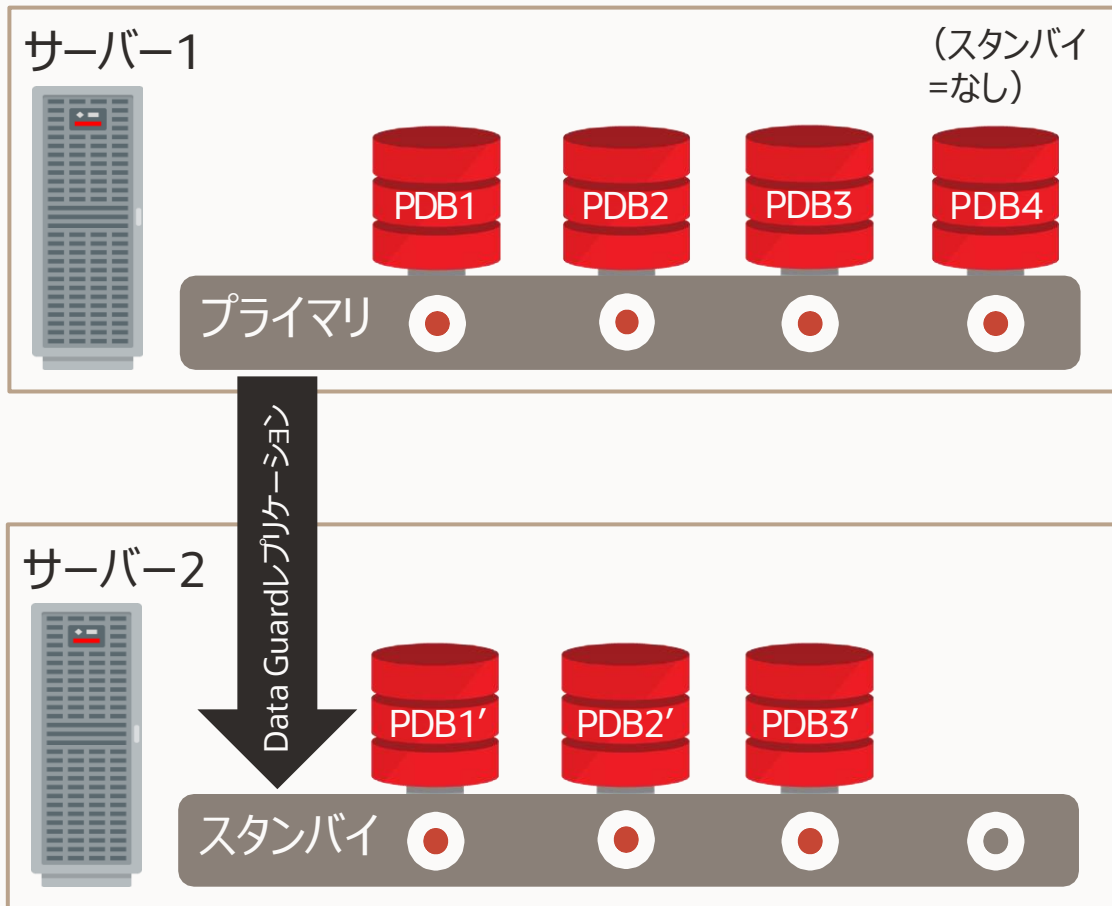 サーバー1
（スタンバイ
=なし）
PDB1
PDB2
PDB3
PDB4
プライマリ
Data Guardレプリケーション
サーバー2
PDB1′
PDB2′
PDB3′
スタンバイ